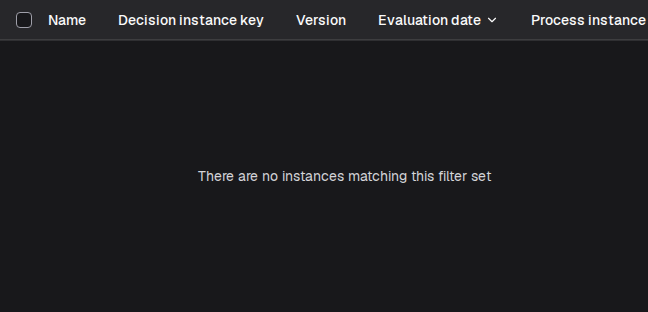 Name Decision instance key Version Evaluation date Process instance
There are no instances matching this filter set